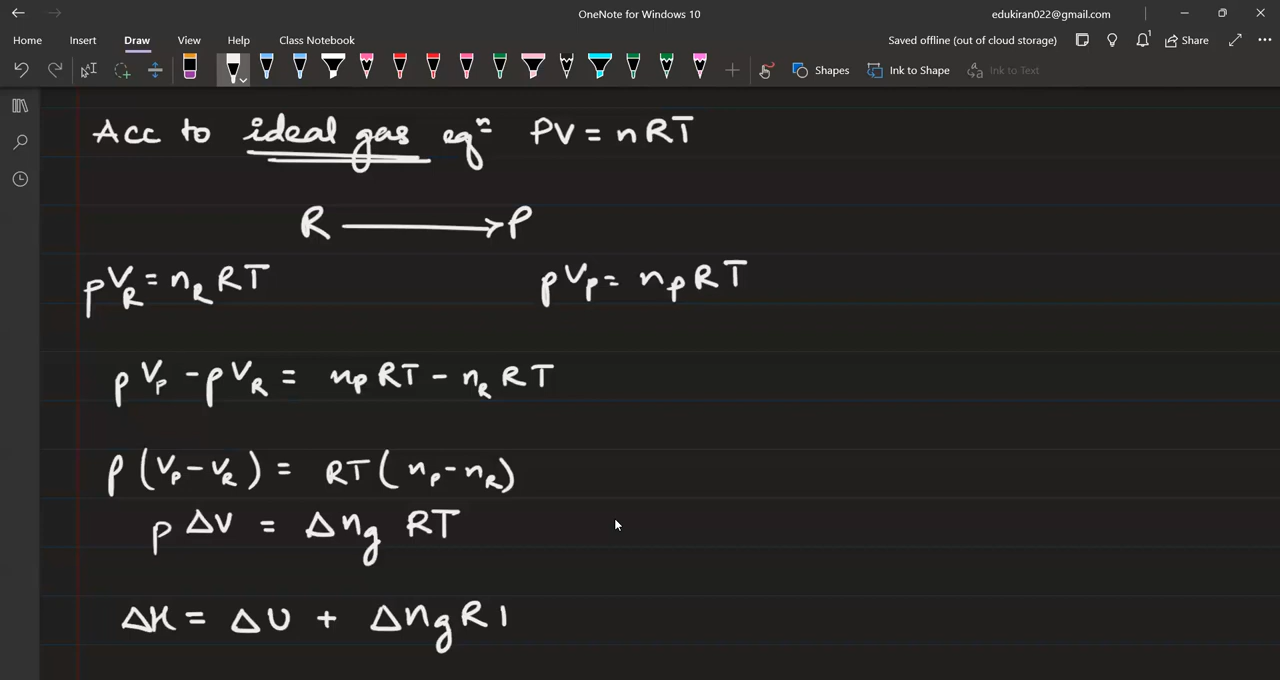 OneNote for Windows 10
edukiran022@gmail.com
Home Insert Draw View Help Class Notebook
Saved offline (out of cloud storage)
Share
Shapes
Ink to Shape
Ink to Text
Acc to ideal gas eqⁿ PV = nRT
R → P
pV_R = n_R RT
pV_P = n_P RT
pV_P - pV_R = n_P RT - n_R RT
p(V_P - V_R) = RT(n_P - n_R)
p ΔV = Δn_g RT
ΔH = ΔU + Δn_g R